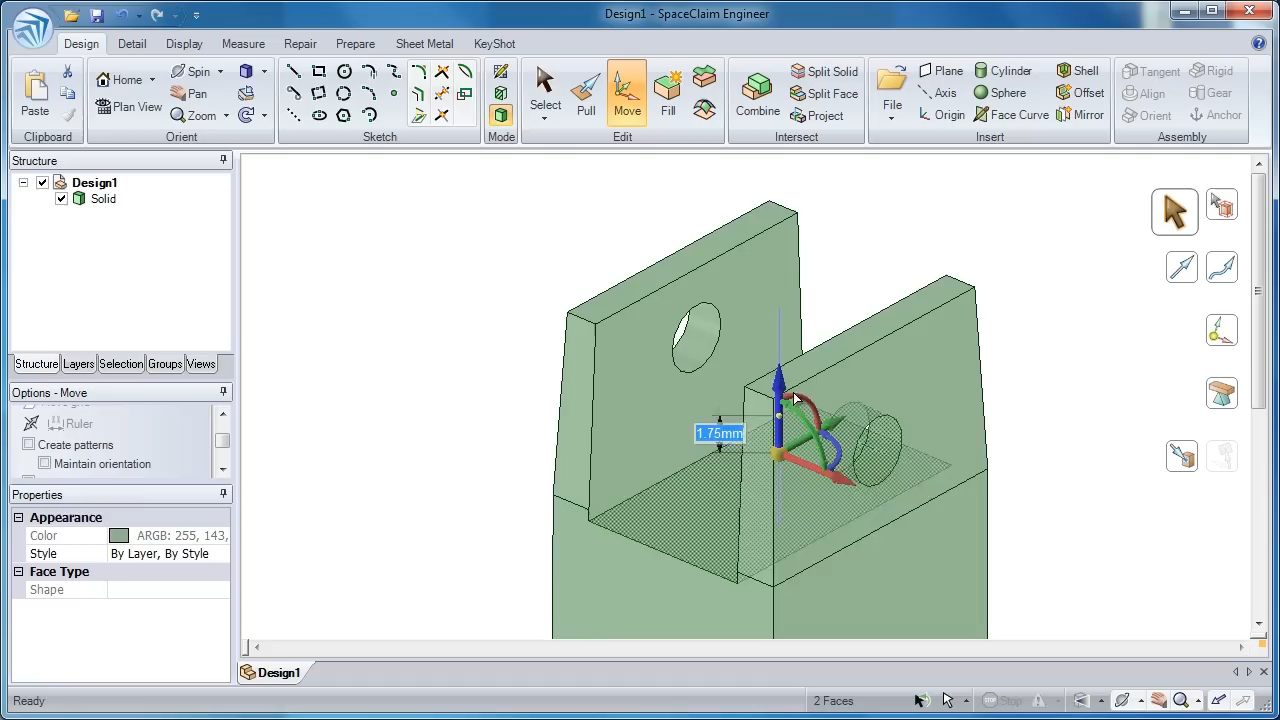 Design1 - SpaceClaim Engineer
Design Detail Display Measure Repair Prepare Sheet Metal KeyShot
Home Spin Split Solid Plane Cylinder Shell Tangent Rigid
Plan View Pan Split Face Axis Sphere Offset Align Gear
Paste Zoom Select Pull Move Fill Combine Project File Origin Face Curve Mirror Orient Anchor
Clipboard Orient Sketch Mode Edit Intersect Insert Assembly
Structure
Design1
Solid
Structure Layers Selection Groups Views
Options - Move
Ruler
Create patterns
Maintain orientation
Properties
Appearance
Color ARGB: 255, 143,
Style By Layer, By Style
Face Type
Shape
1.75mm
Design1
Ready 2 Faces Stop